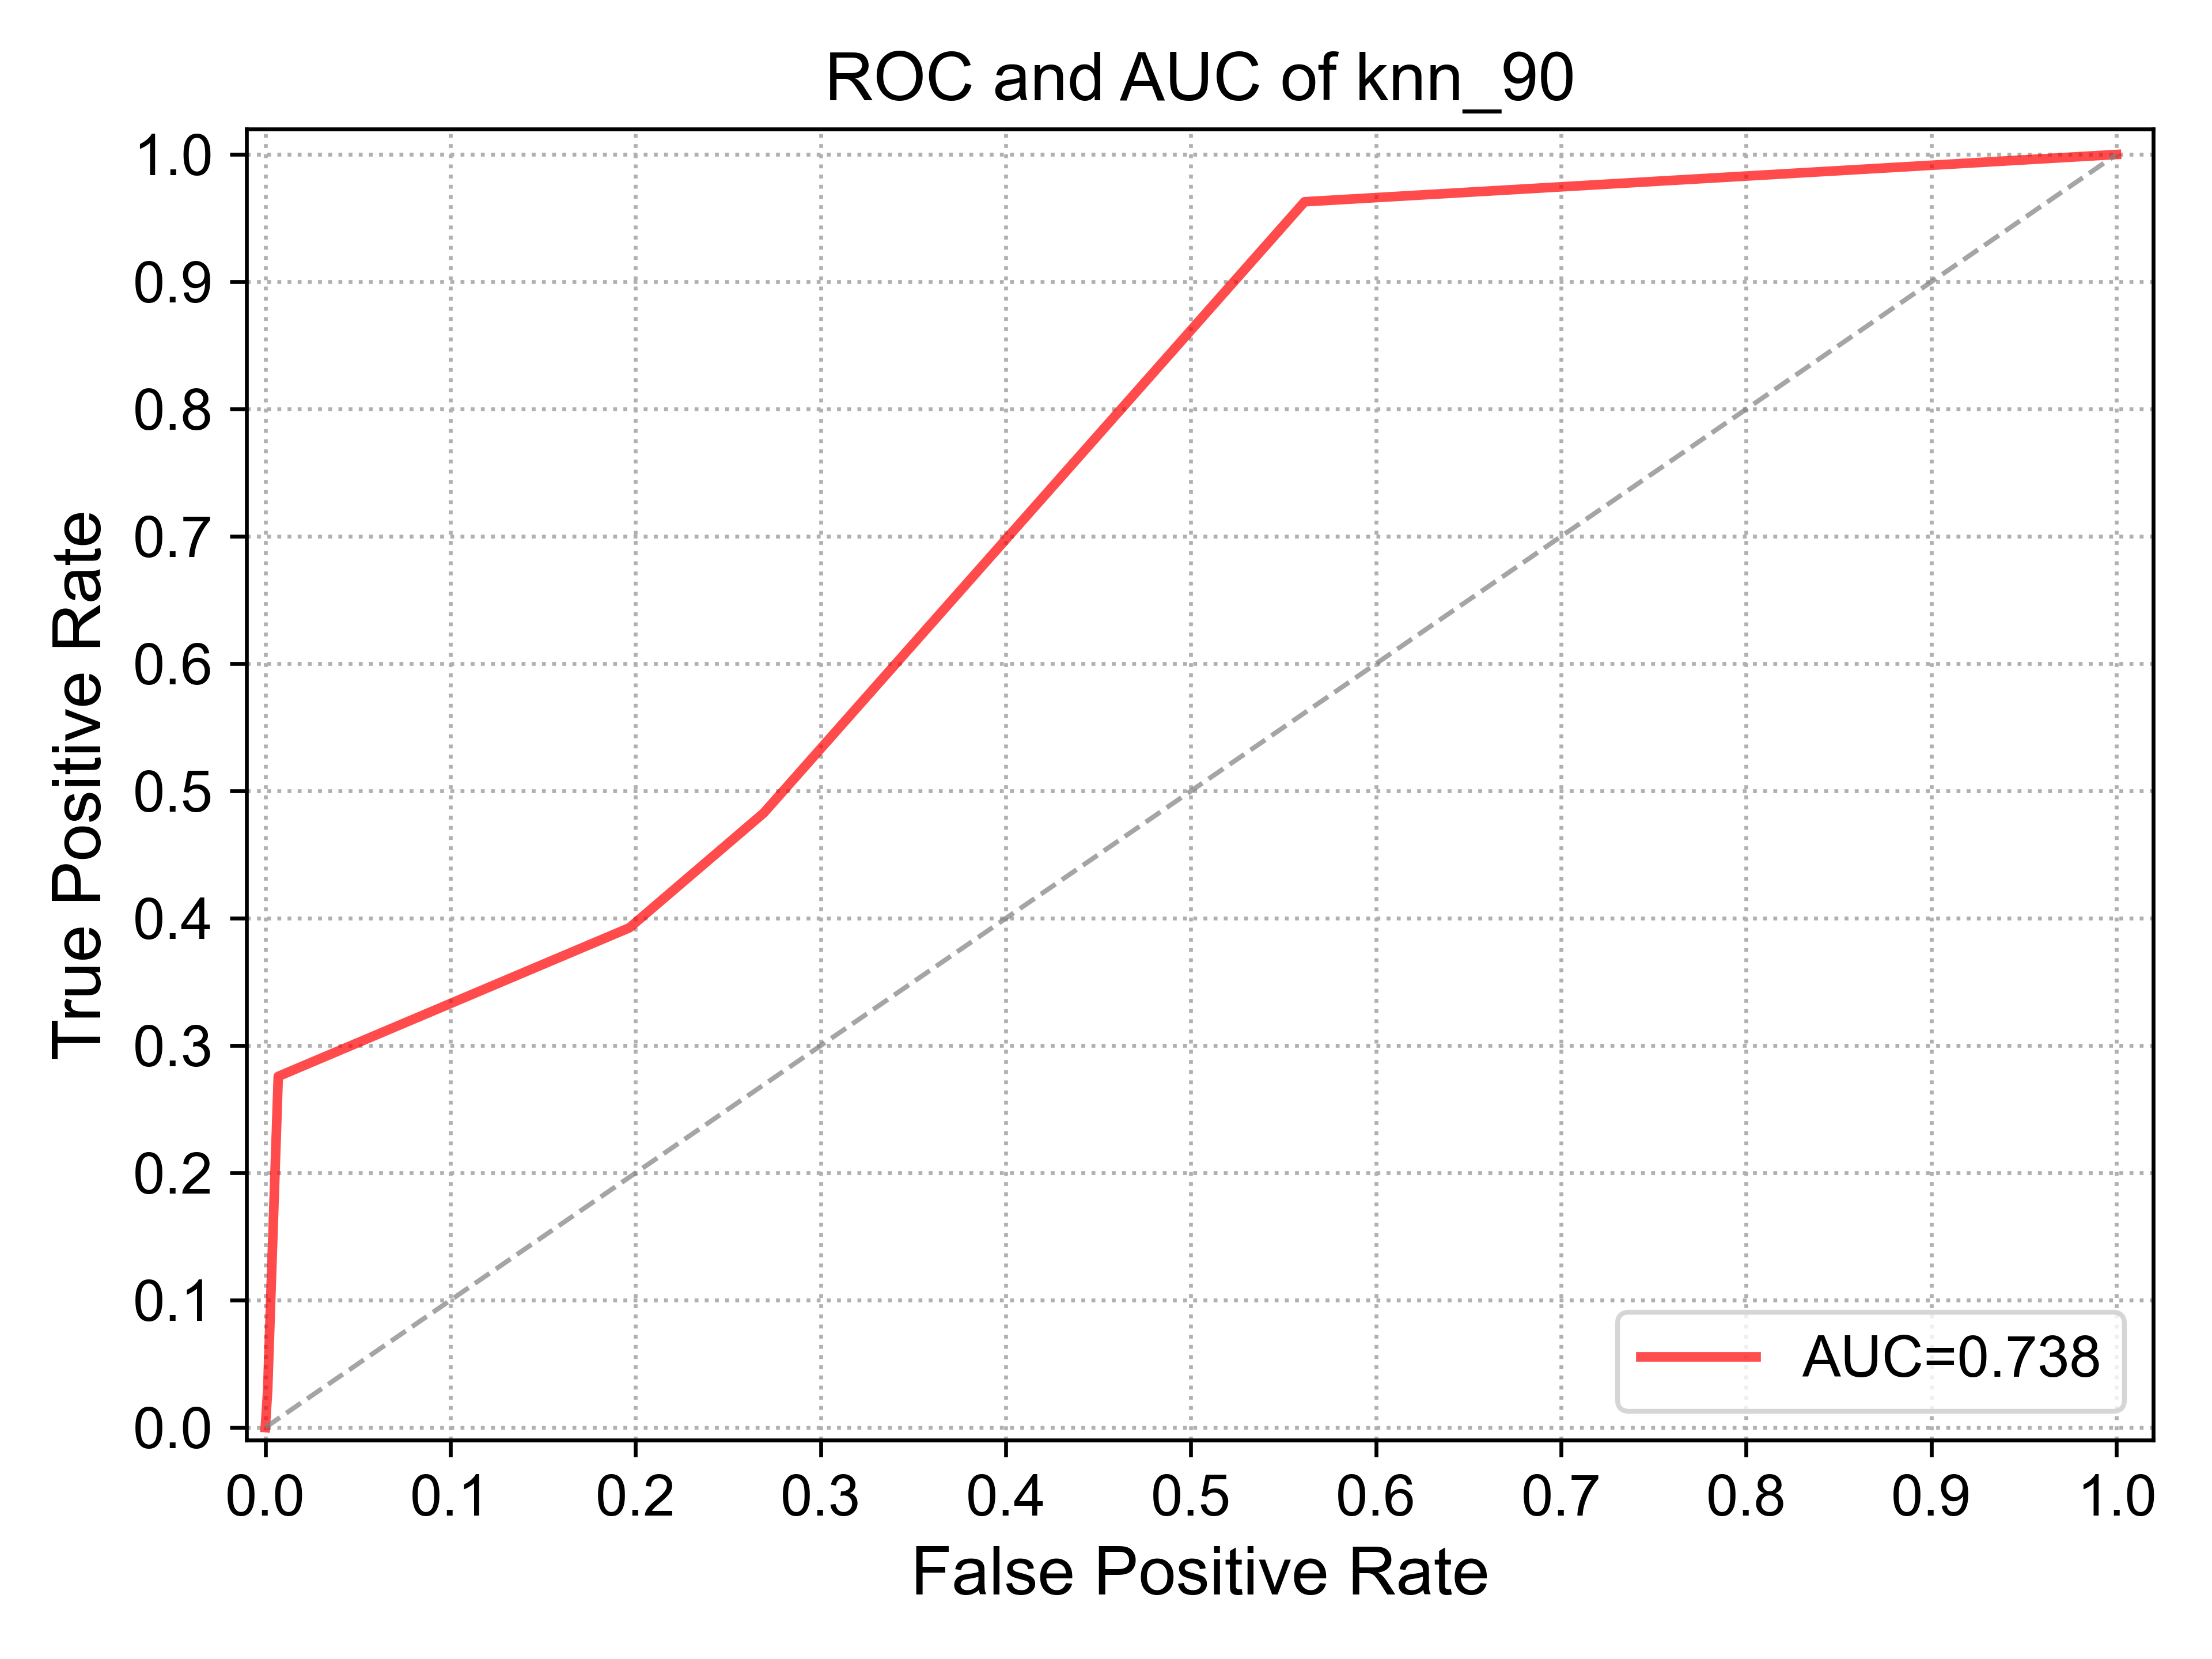 ROC and AUC of knn_90
True Positive Rate
1.0
0.9
0.8
0.7
0.6
0.5
0.4
0.3
0.2
0.1
0.0
AUC=0.738
0.0 0.1 0.2 0.3 0.4 0.5 0.6 0.7 0.8 0.9 1.0
False Positive Rate